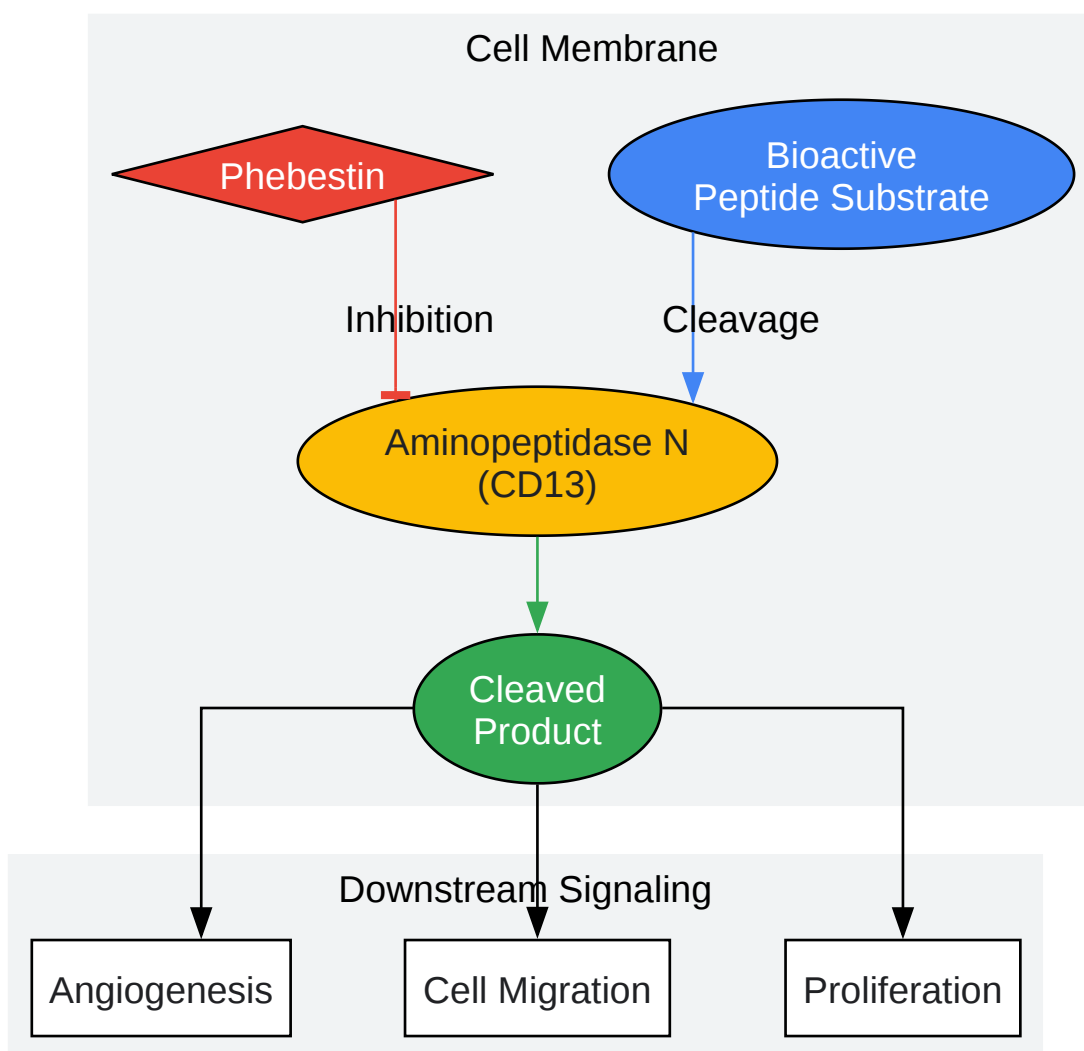 Cell Membrane
Phebestin
Bioactive
Peptide Substrate
Inhibition
Cleavage
Aminopeptidase N
(CD13)
Cleaved
Product
Downstream Signaling
Angiogenesis
Cell Migration
Proliferation